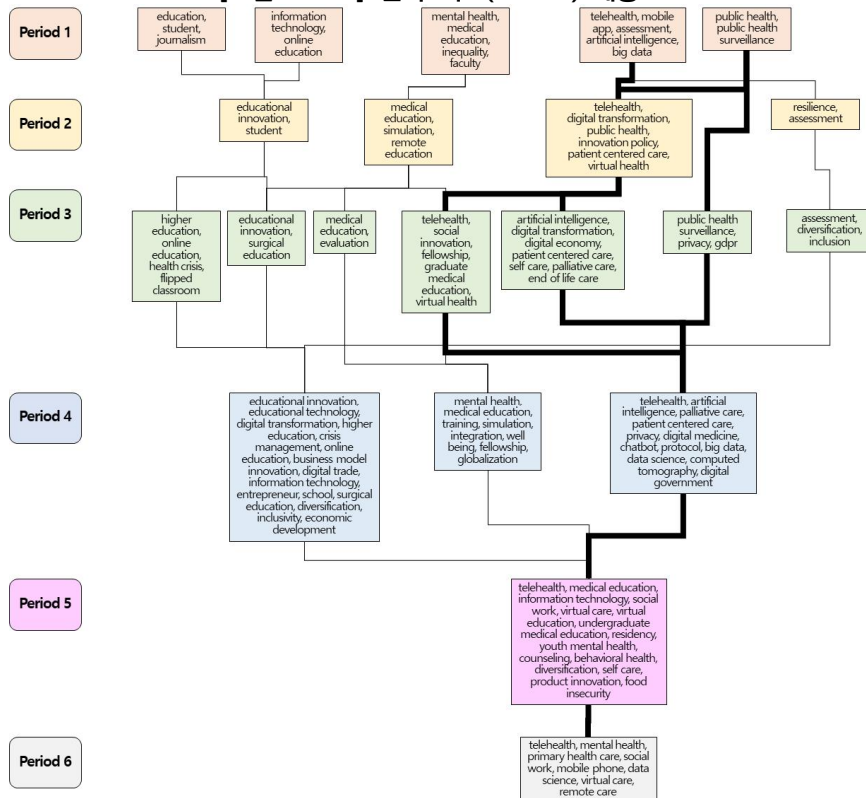 Period 1
education,
student,
journalism
information
technology,
online
education
mental health,
medical
education,
inequality,
faculty
telehealth, mobile
app, assessment,
artificial intelligence,
big data
public health,
public health
surveillance
Period 2
educational
innovation,
student
medical
education,
simulation,
remote
education
telehealth,
digital transformation,
public health,
innovation policy,
patient centered care,
virtual health
resilience,
assessment
Period 3
higher
education,
online
education,
health crisis,
flipped
classroom
educational
innovation,
surgical
education
medical
education,
evaluation
telehealth,
social
innovation,
fellowship,
graduate
medical
education,
virtual health
artificial intelligence,
digital transformation,
digital economy,
patient centered care,
self care, palliative care,
end of life care
public health
surveillance,
privacy, gdpr
assessment,
diversification,
inclusion
Period 4
educational innovation,
educational technology,
digital transformation, higher
education, crisis
management, online
education, business model
innovation, digital trade,
information technology,
entrepreneur, school, surgical
education, diversification,
inclusivity, economic
development
mental health,
medical education,
training, simulation,
integration, well
being, fellowship,
globalization
telehealth, artificial
intelligence, palliative care,
patient centered care,
privacy, digital medicine,
chatbot, protocol, big data,
data science, computed
tomography, digital
government
Period 5
telehealth, medical education,
information technology, social
work, virtual care, virtual
education, undergraduate
medical education, residency,
youth mental health,
counseling, behavioral health,
diversification, self care,
product innovation, food
insecurity
Period 6
telehealth, mental health,
primary health care, social
work, mobile phone, data
science, virtual care,
remote care